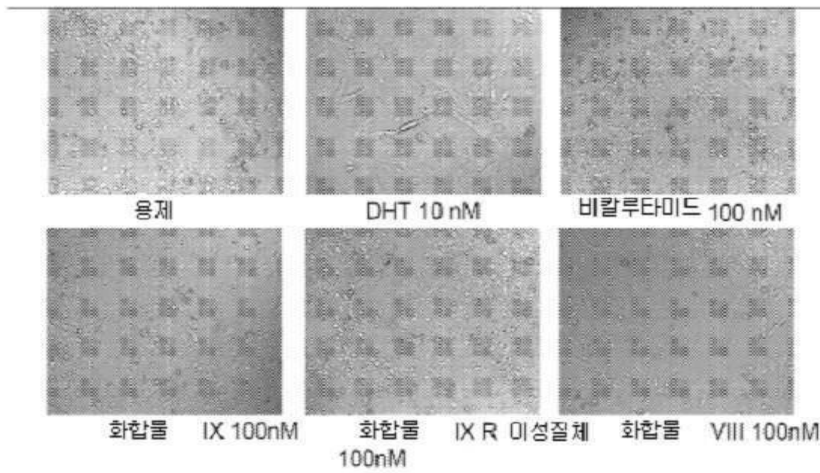 용제 DHT 10 nM 비칼루타미드 100 nM
화합물 IX 100nM 화합물 IX R 이성질체 화합물 VIII 100nM
100nM